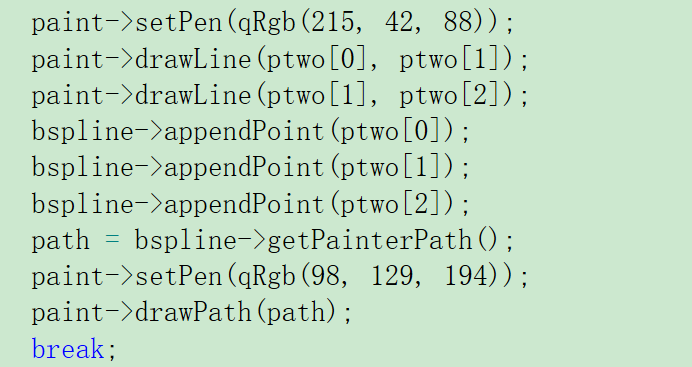 paint->setPen(qRgb(215, 42, 88));
paint->drawLine(ptwo[0], ptwo[1]);
paint->drawLine(ptwo[1], ptwo[2]);
bspline->appendPoint(ptwo[0]);
bspline->appendPoint(ptwo[1]);
bspline->appendPoint(ptwo[2]);
path = bspline->getPainterPath();
paint->setPen(qRgb(98, 129, 194));
paint->drawPath(path);
break;